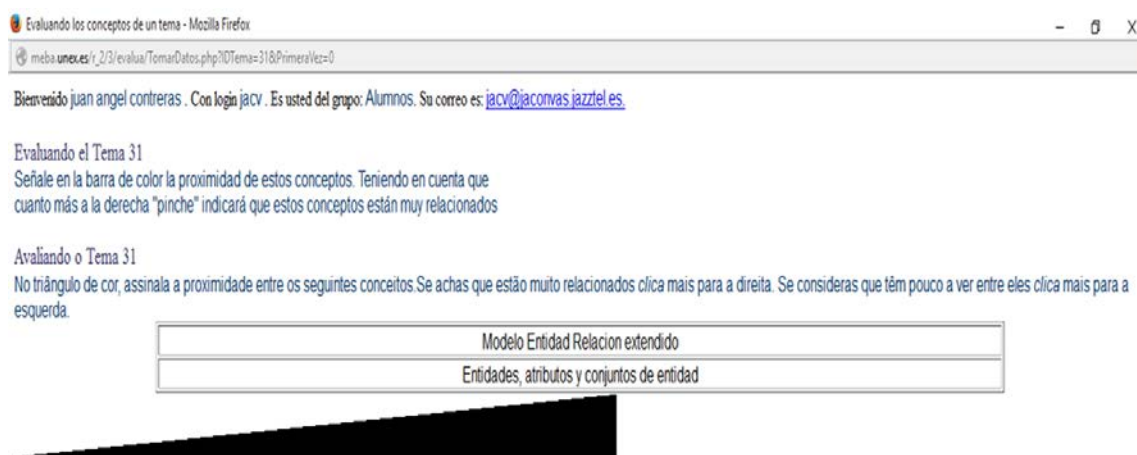 Evaluando los conceptos de un tema - Mozilla Firefox
meba.unex.es/r_2/3/evalua/TomarDatos.php?IDTema=31&PrimeraVez=0
Bienvenido juan angel contreras . Con login jacv . Es usted del grupo: Alumnos. Su correo es: jacv@jaconvas.jazztel.es.
Evaluando el Tema 31
Señale en la barra de color la proximidad de estos conceptos. Teniendo en cuenta que
cuanto más a la derecha "pinche" indicará que estos conceptos están muy relacionados
Avaliando o Tema 31
No triângulo de cor, assinala a proximidade entre os seguintes conceitos.Se achas que estão muito relacionados clica mais para a direita. Se consideras que têm pouco a ver entre eles clica mais para a
esquerda.
Modelo Entidad Relacion extendido
Entidades, atributos y conjuntos de entidad